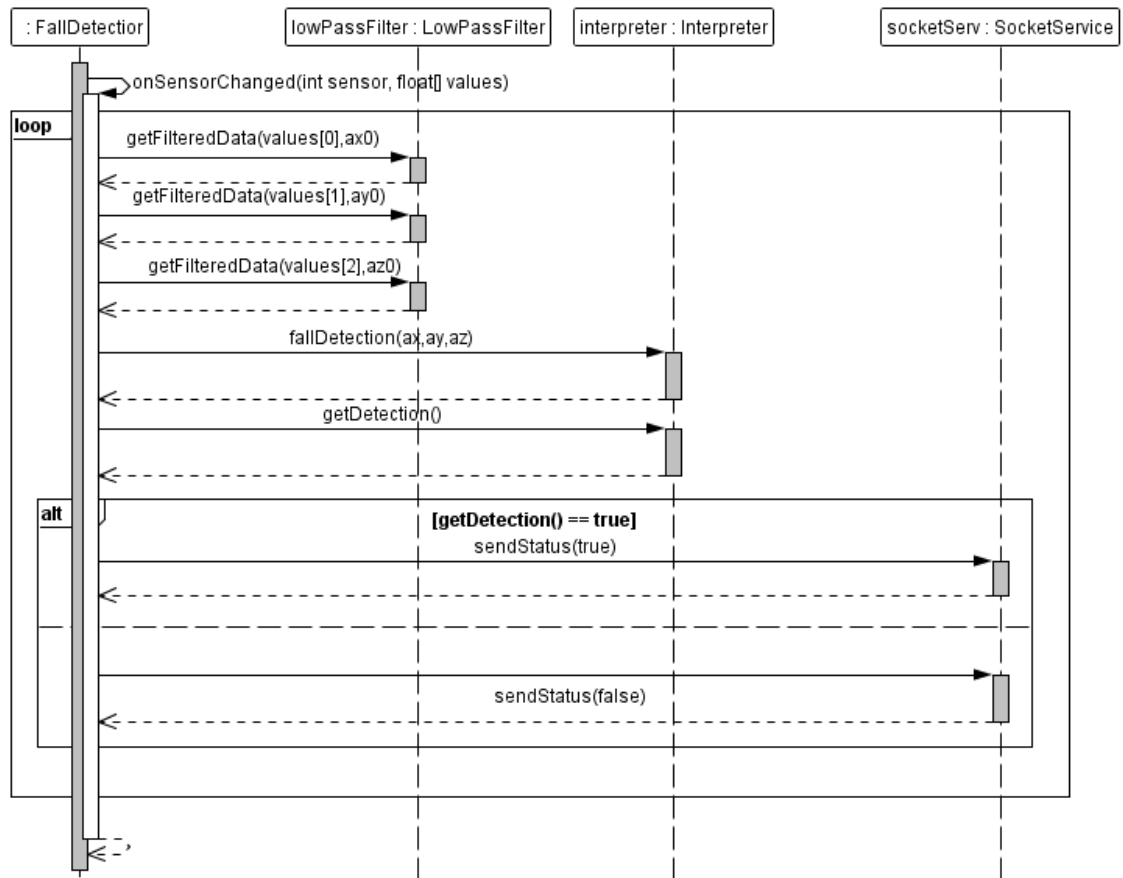 : FallDetectior
lowPassFilter : LowPassFilter
interpreter : Interpreter
socketServ : SocketService
onSensorChanged(int sensor, float[] values)
loop
getFilteredData(values[0],ax0)
getFilteredData(values[1],ay0)
getFilteredData(values[2],az0)
fallDetection(ax,ay,az)
getDetection()
alt
[getDetection() == true]
sendStatus(true)
sendStatus(false)